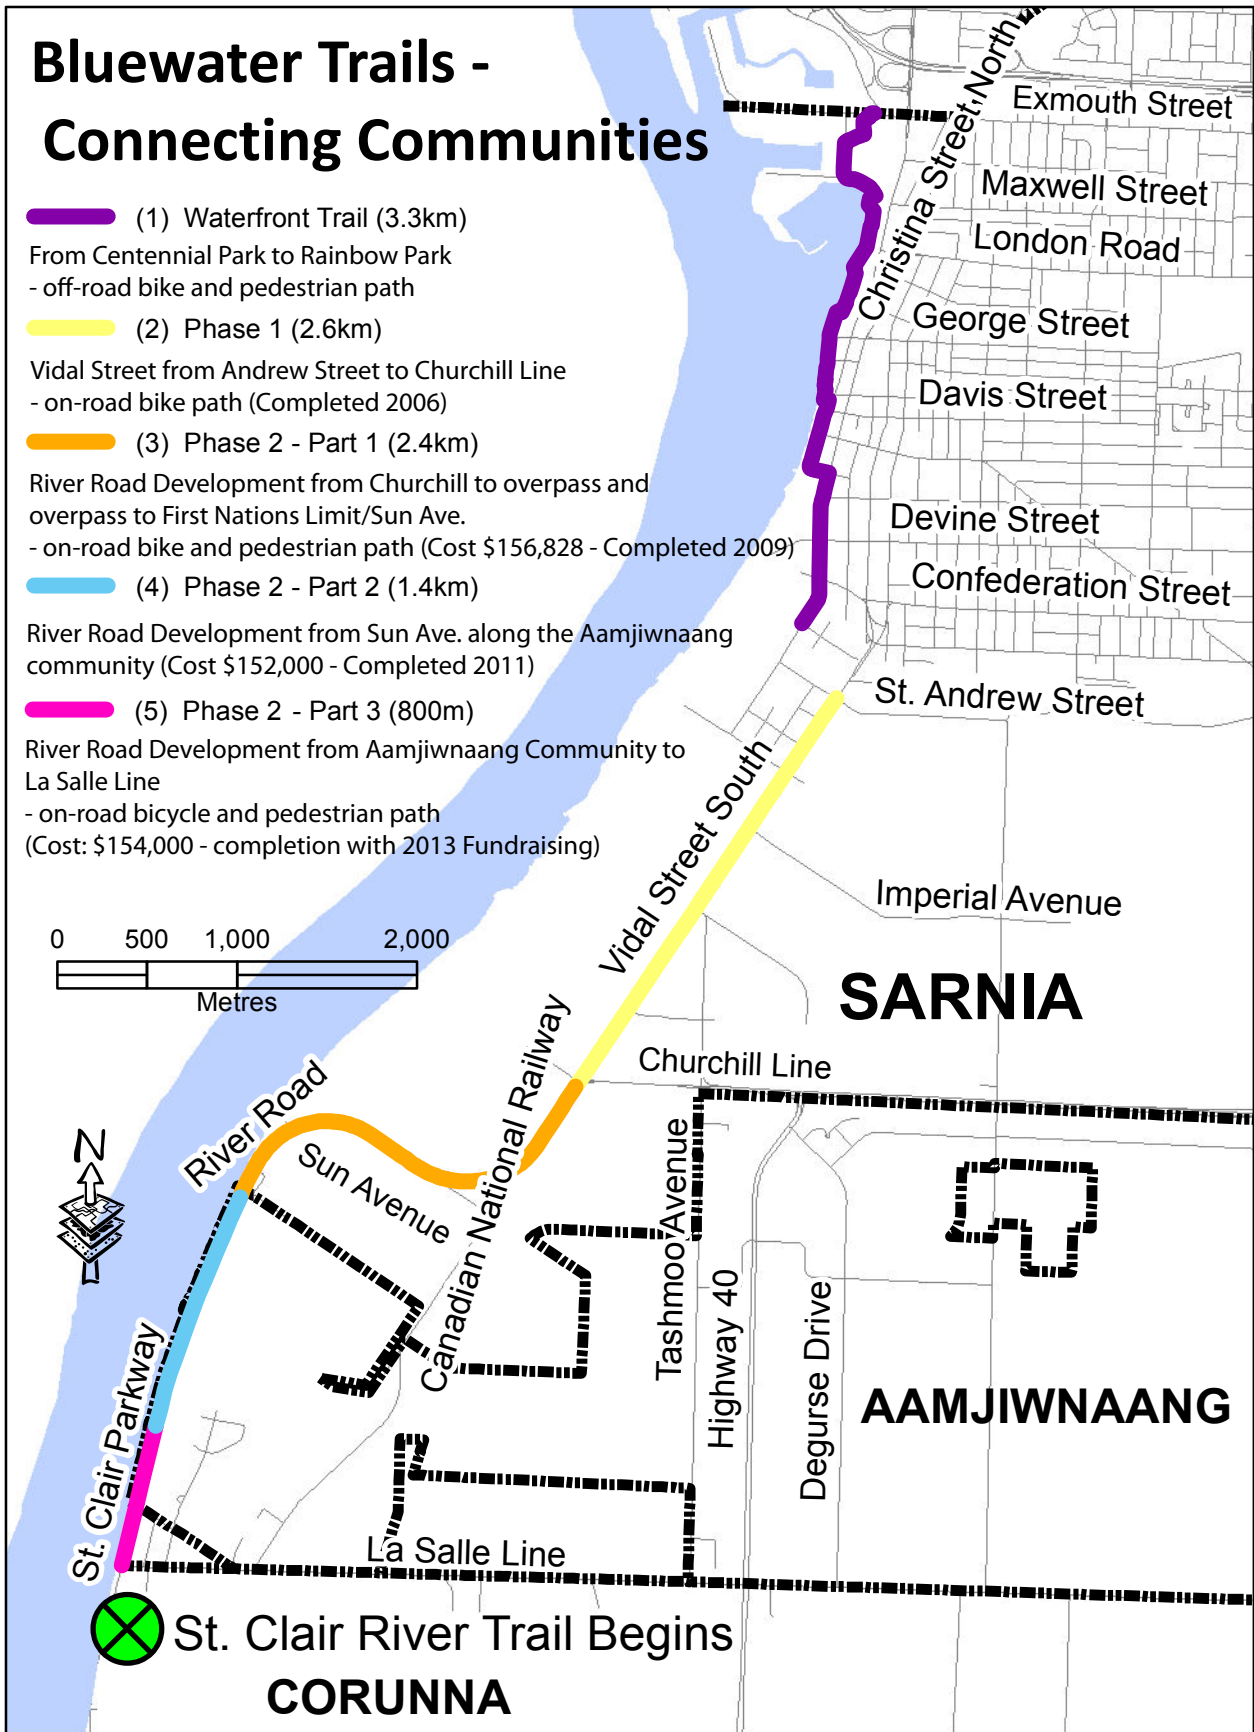 Bluewater Trails -
Connecting Communities
(1) Waterfront Trail (3.3km)
From Centennial Park to Rainbow Park
- off-road bike and pedestrian path
(2) Phase 1 (2.6km)
Vidal Street from Andrew Street to Churchill Line
- on-road bike path (Completed 2006)
(3) Phase 2 - Part 1 (2.4km)
River Road Development from Churchill to overpass and
overpass to First Nations Limit/Sun Ave.
- on-road bike and pedestrian path (Cost $156,828 - Completed 2009)
(4) Phase 2 - Part 2 (1.4km)
River Road Development from Sun Ave. along the Aamjiwnaang
community (Cost $152,000 - Completed 2011)
(5) Phase 2 - Part 3 (800m)
River Road Development from Aamjiwnaang Community to
La Salle Line
- on-road bicycle and pedestrian path
(Cost: $154,000 - completion with 2013 Fundraising)
0 500 1,000 2,000
Metres
N
Exmouth Street
Christina Street North
Maxwell Street
London Road
George Street
Davis Street
Devine Street
Confederation Street
St. Andrew Street
Vidal Street South
Imperial Avenue
SARNIA
Churchill Line
Canadian National Railway
River Road
Sun Avenue
Tashmoo Avenue
Highway 40
Degurse Drive
AAMJIWNAANG
St. Clair Parkway
La Salle Line
St. Clair River Trail Begins
CORUNNA